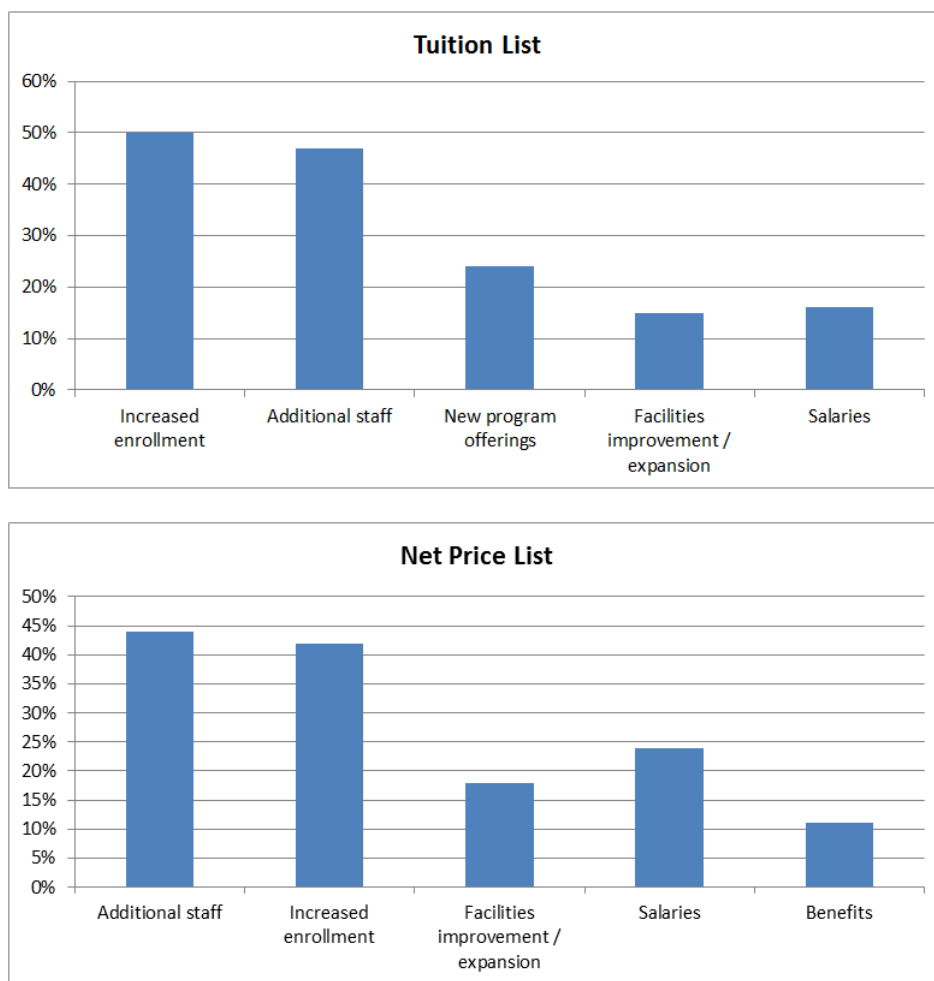 Tuition List
60%
50%
40%
30%
20%
10%
0%
Increased
enrollment
Additional staff
New program
offerings
Facilities
improvement /
expansion
Salaries
Net Price List
50%
45%
40%
35%
30%
25%
20%
15%
10%
5%
0%
Additional staff
Increased
enrollment
Facilities
improvement /
expansion
Salaries
Benefits